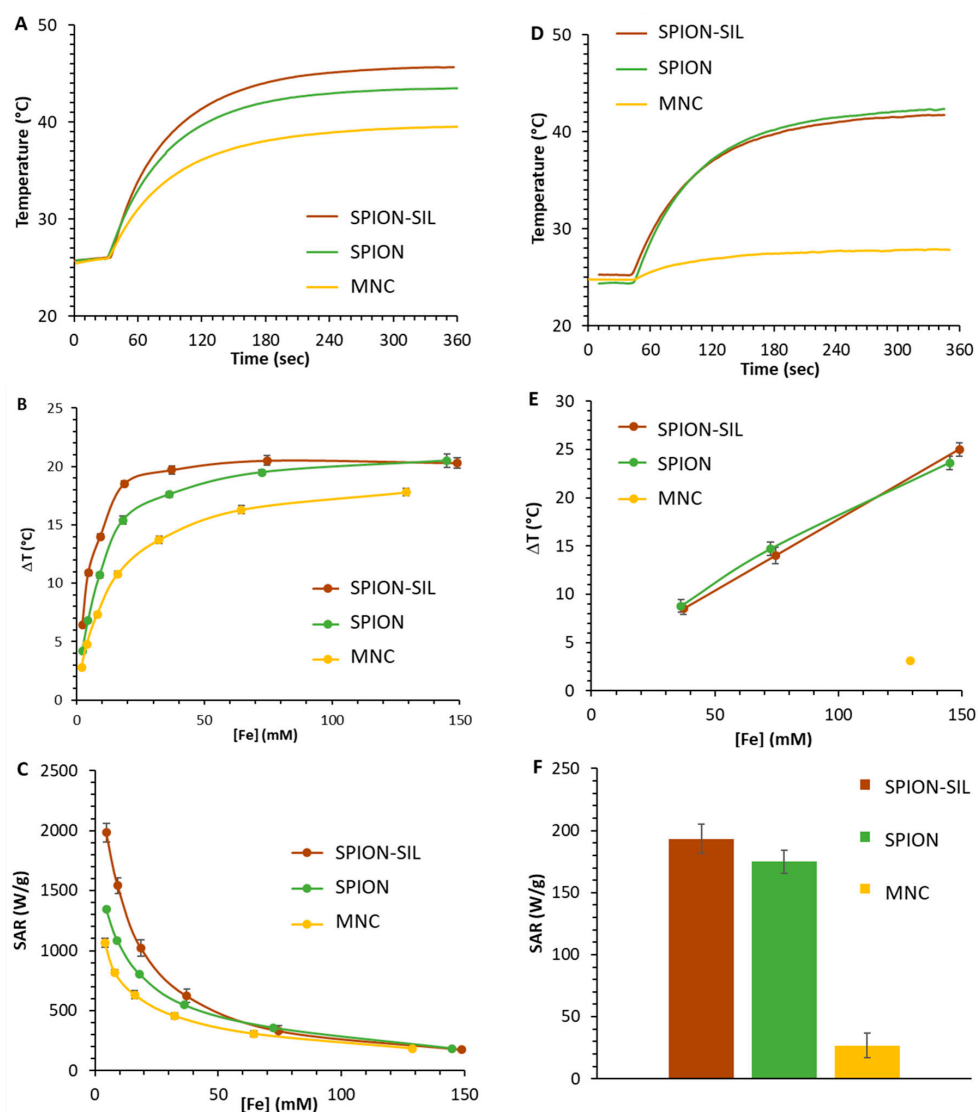 A
50
40
30
20
Temperature (°C)
0
60
120
180
240
300
360
Time (sec)
SPION-SIL
SPION
MNC
D
50
40
30
20
Temperature (°C)
0
60
120
180
240
300
360
Time (sec)
SPION-SIL
SPION
MNC
B
25
20
15
10
5
0
ΔT (°C)
0
50
100
150
[Fe] (mM)
SPION-SIL
SPION
MNC
E
30
25
20
15
10
5
0
ΔT (°C)
0
50
100
150
[Fe] (mM)
SPION-SIL
SPION
MNC
C
2500
2000
1500
1000
500
0
SAR (W/g)
0
50
100
150
[Fe] (mM)
SPION-SIL
SPION
MNC
F
250
200
150
100
50
0
SAR (W/g)
SPION-SIL
SPION
MNC